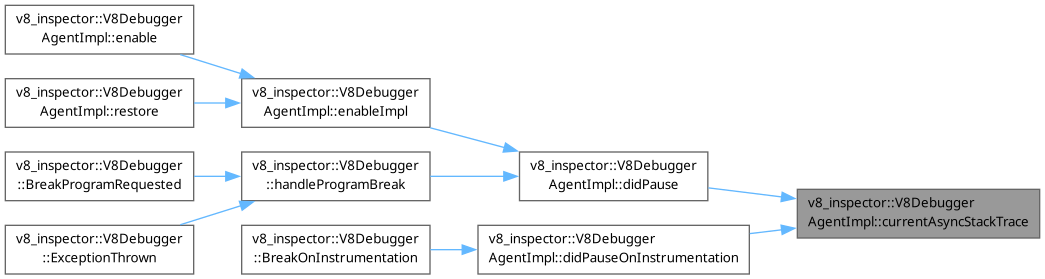 v8_inspector::V8Debugger
AgentImpl::enable
v8_inspector::V8Debugger
AgentImpl::restore
v8_inspector::V8Debugger
::BreakProgramRequested
v8_inspector::V8Debugger
::ExceptionThrown
v8_inspector::V8Debugger
AgentImpl::enableImpl
v8_inspector::V8Debugger
::handleProgramBreak
v8_inspector::V8Debugger
::BreakOnInstrumentation
v8_inspector::V8Debugger
AgentImpl::didPause
v8_inspector::V8Debugger
AgentImpl::didPauseOnInstrumentation
v8_inspector::V8Debugger
AgentImpl::currentAsyncStackTrace